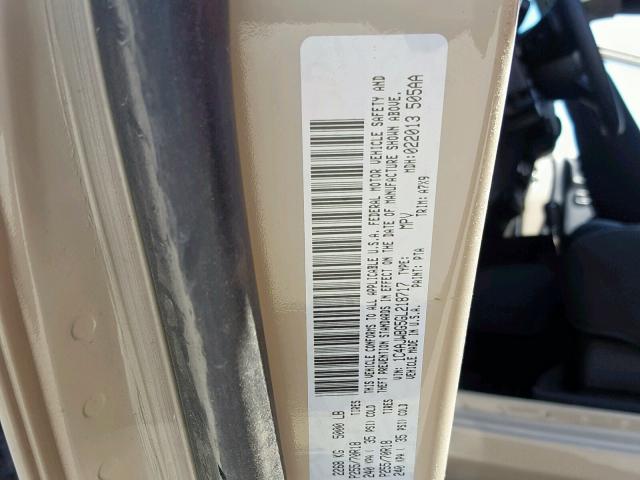 2268 KG 5000 LB
P255/70R18 TIRES
240 KPA ( 35 PSI) COLD
P255/70R18 TIRES
240 KPA ( 35 PSI) COLD
THIS VEHICLE CONFORMS TO ALL APPLICABLE U.S.A. FEDERAL MOTOR VEHICLE SAFETY AND
THEFT PREVENTION STANDARDS IN EFFECT ON THE DATE OF MANUFACTURE SHOWN ABOVE.
VIN: 1C4AJWBG5GL218717 TYPE: MPV MDH:022013 505AA
VEHICLE MADE IN U.S.A. PAINT: PTA TRIM: A7X9